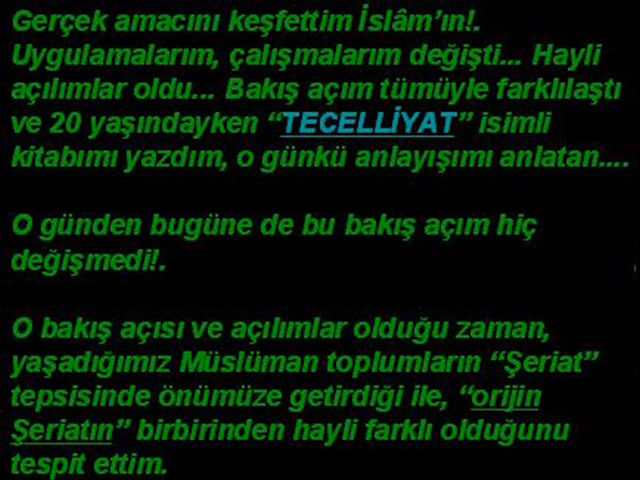 Gerçek amacını keşfettim İslâm’ın!.
Uygulamalarım, çalışmalarım değişti... Hayli
açılımlar oldu... Bakış açım tümüyle farklılaştı
ve 20 yaşındayken “TECELLİYAT” isimli
kitabımı yazdım, o günkü anlayışımı anlatan....
O günden bugüne de bu bakış açım hiç
değişmedi!.
O bakış açısı ve açılımlar olduğu zaman,
yaşadığımız Müslüman toplumların “Şeriat”
tepsisinde önümüze getirdiği ile, “orijin
Şeriatın” birbirinden hayli farklı olduğunu
tespit ettim.